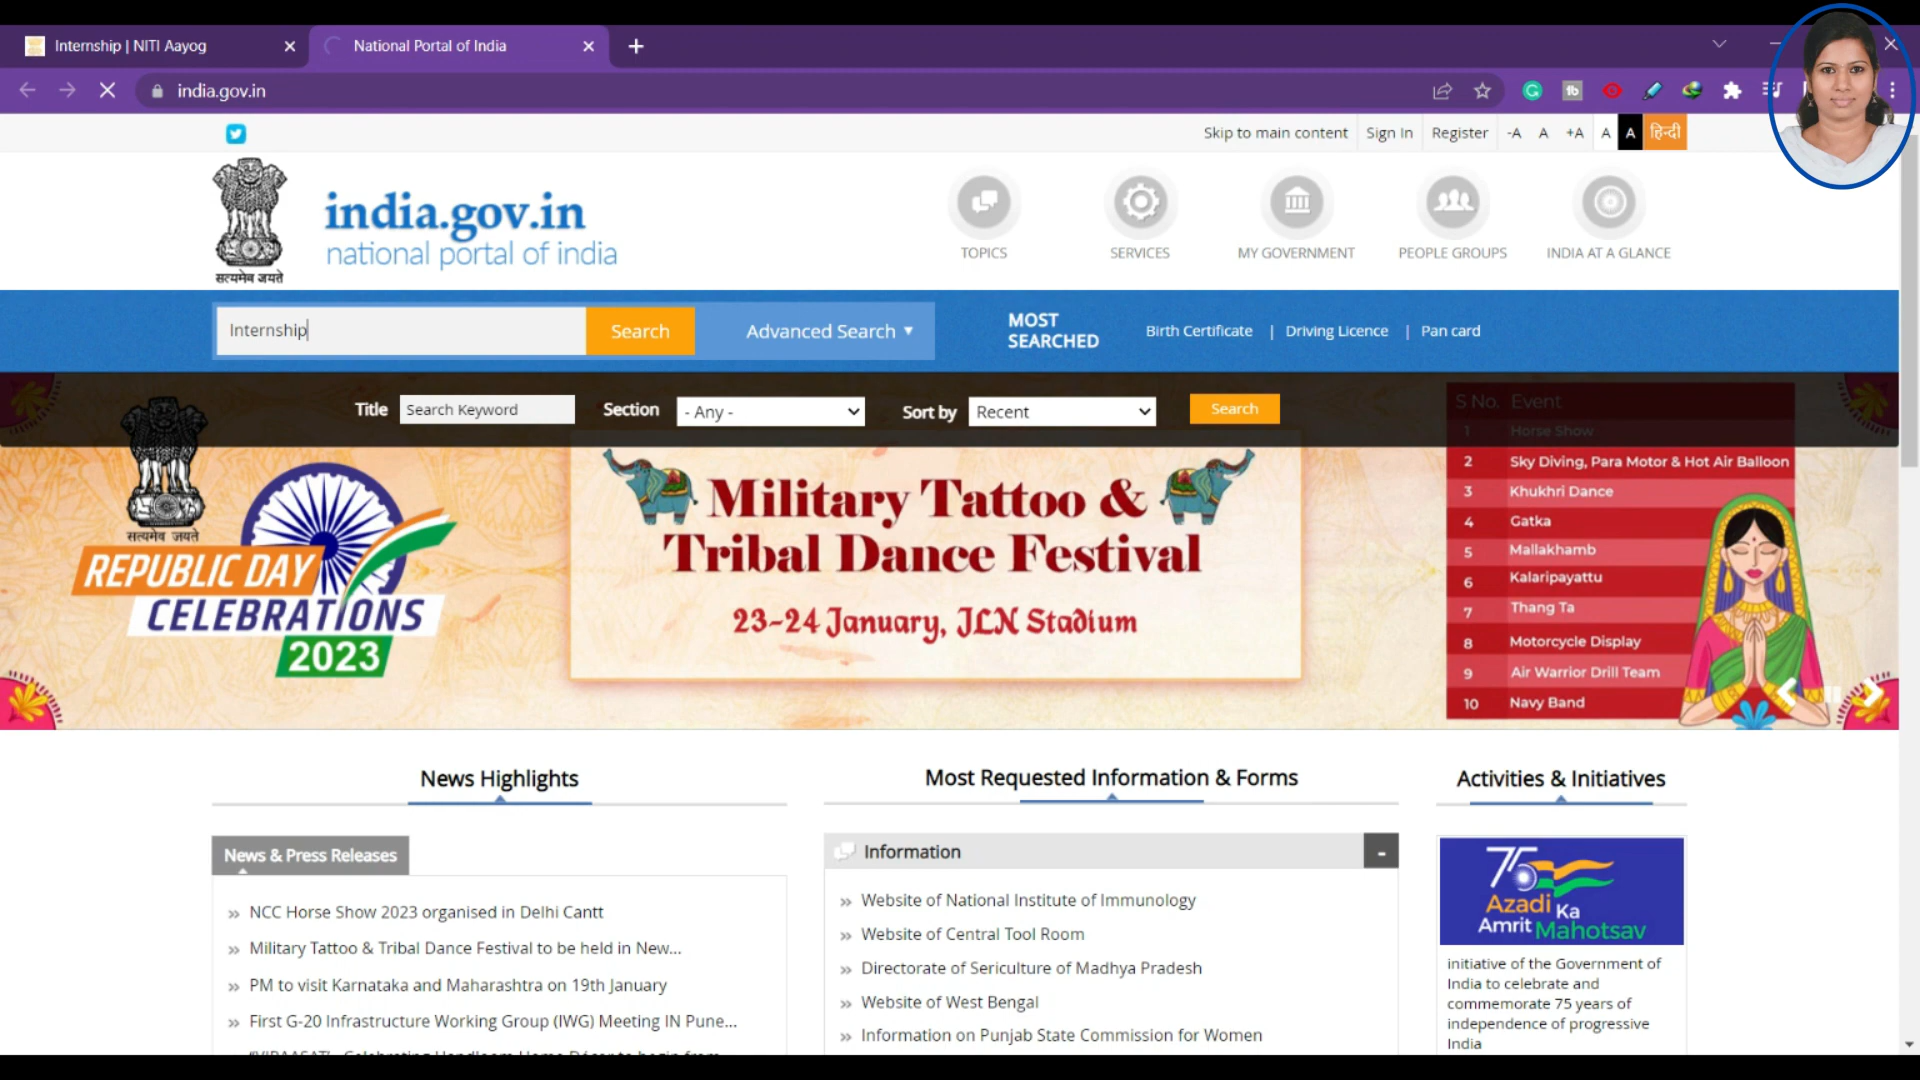 Internship | NITI Aayog
National Portal of India
india.gov.in
Skip to main content
Sign In
Register
-A
A
+A
A
A
हिन्दी
सत्यमेव जयते
india.gov.in
national portal of india
TOPICS
SERVICES
MY GOVERNMENT
PEOPLE GROUPS
INDIA AT A GLANCE
Internship
Search
Advanced Search
MOST
SEARCHED
Birth Certificate | Driving Licence | Pan card
Title
Search Keyword
Section
- Any -
Sort by
Recent
Search
सत्यमेव जयते
REPUBLIC DAY
CELEBRATIONS
2023
Military Tattoo &
Tribal Dance Festival
23-24 January, JLN Stadium
S No. Event
1 Horse Show
2 Sky Diving, Para Motor & Hot Air Balloon
3 Khukhri Dance
4 Gatka
5 Mallakhamb
6 Kalaripayattu
7 Thang Ta
8 Motorcycle Display
9 Air Warrior Drill Team
10 Navy Band
News Highlights
News & Press Releases
NCC Horse Show 2023 organised in Delhi Cantt
Military Tattoo & Tribal Dance Festival to be held in New...
PM to visit Karnataka and Maharashtra on 19th January
First G-20 Infrastructure Working Group (IWG) Meeting IN Pune...
Most Requested Information & Forms
Information
-
Website of National Institute of Immunology
Website of Central Tool Room
Directorate of Sericulture of Madhya Pradesh
Website of West Bengal
Information on Punjab State Commission for Women
Activities & Initiatives
75
Azadi Ka
Amrit Mahotsav
initiative of the Government of
India to celebrate and
commemorate 75 years of
independence of progressive
India